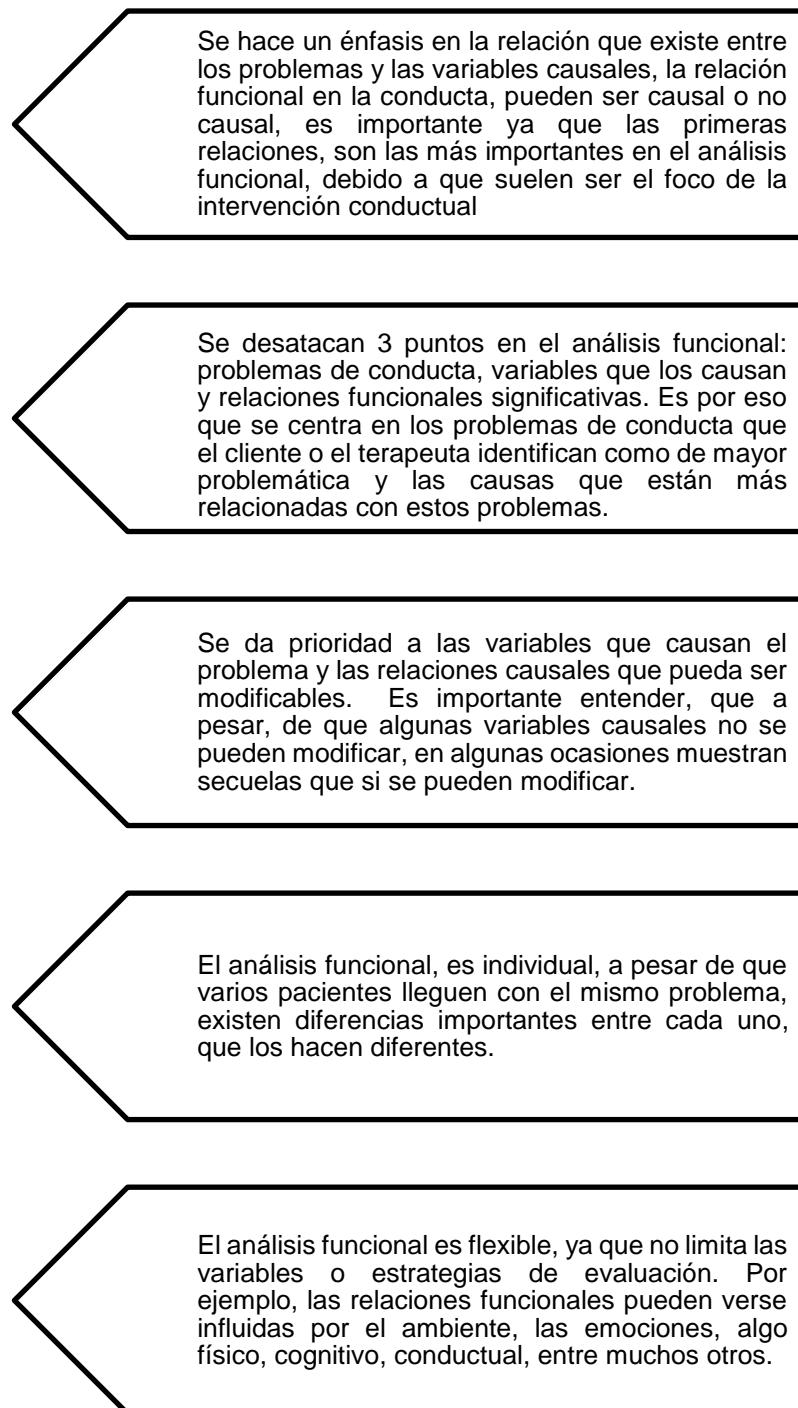 Se hace un énfasis en la relación que existe entre
los problemas y las variables causales, la relación
funcional en la conducta, pueden ser causal o no
causal, es importante ya que las primeras
relaciones, son las más importantes en el análisis
funcional, debido a que suelen ser el foco de la
intervención conductual
Se desatacan 3 puntos en el análisis funcional:
problemas de conducta, variables que los causan
y relaciones funcionales significativas. Es por eso
que se centra en los problemas de conducta que
el cliente o el terapeuta identifican como de mayor
problemática y las causas que están más
relacionadas con estos problemas.
Se da prioridad a las variables que causan el
problema y las relaciones causales que pueda ser
modificables. Es importante entender, que a
pesar, de que algunas variables causales no se
pueden modificar, en algunas ocasiones muestran
secuelas que si se pueden modificar.
El análisis funcional, es individual, a pesar de que
varios pacientes lleguen con el mismo problema,
existen diferencias importantes entre cada uno,
que los hacen diferentes.
El análisis funcional es flexible, ya que no limita las
variables o estrategias de evaluación. Por
ejemplo, las relaciones funcionales pueden verse
influidas por el ambiente, las emociones, algo
físico, cognitivo, conductual, entre muchos otros.